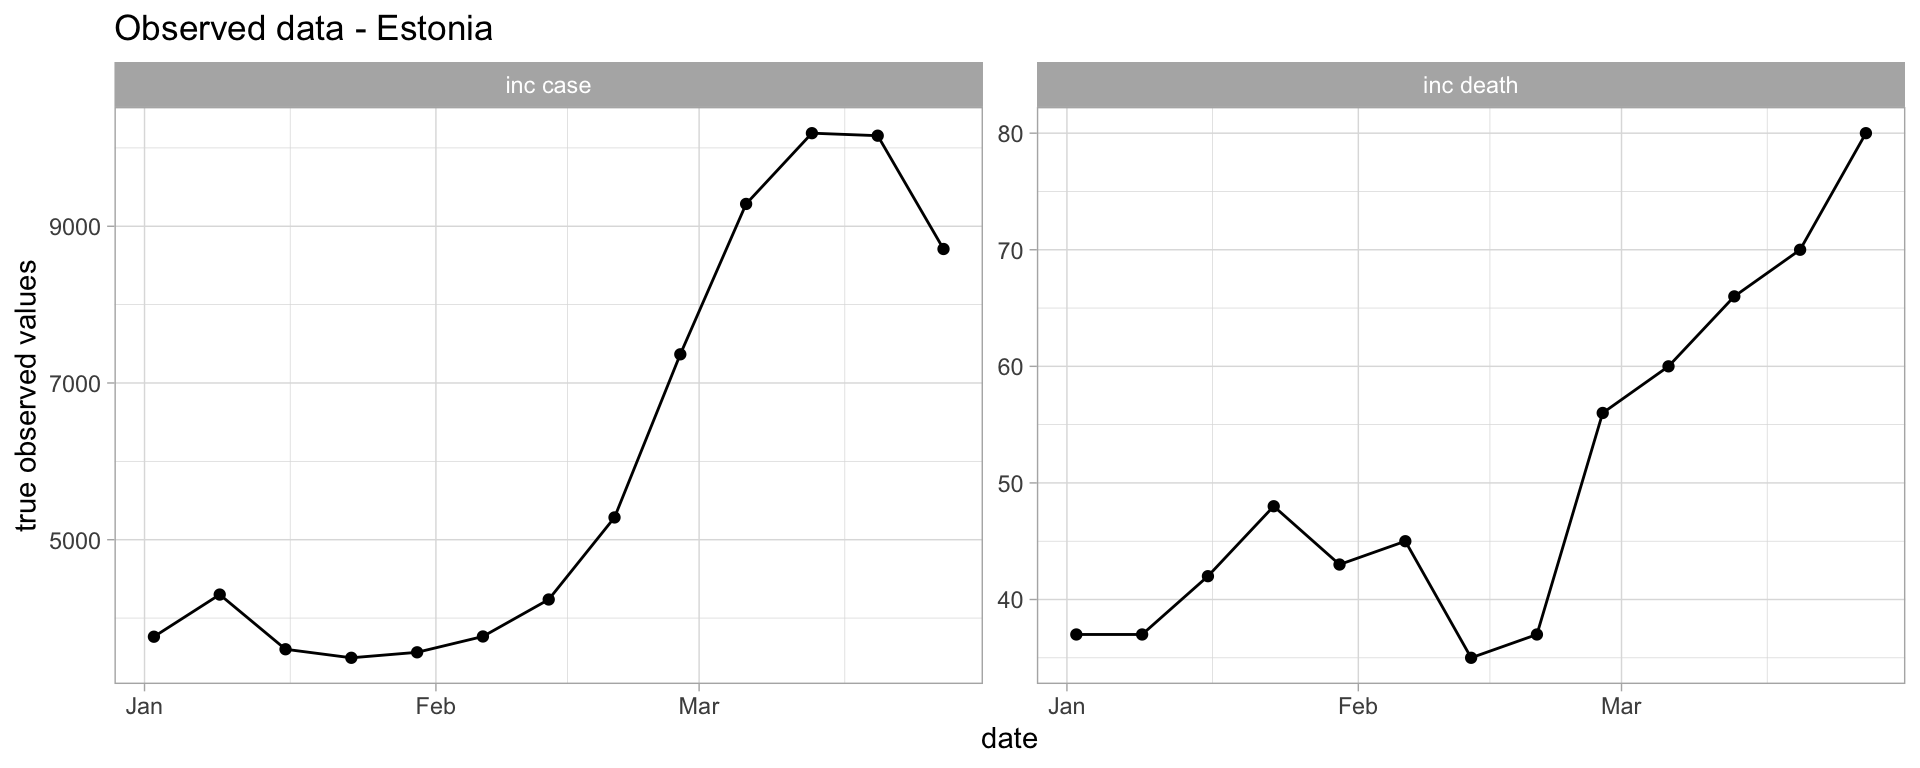 Observed data - Estonia
inc case
inc death
true observed values
9000
7000
5000
80
70
60
50
40
Jan
Feb
Mar
Jan
Feb
Mar
date